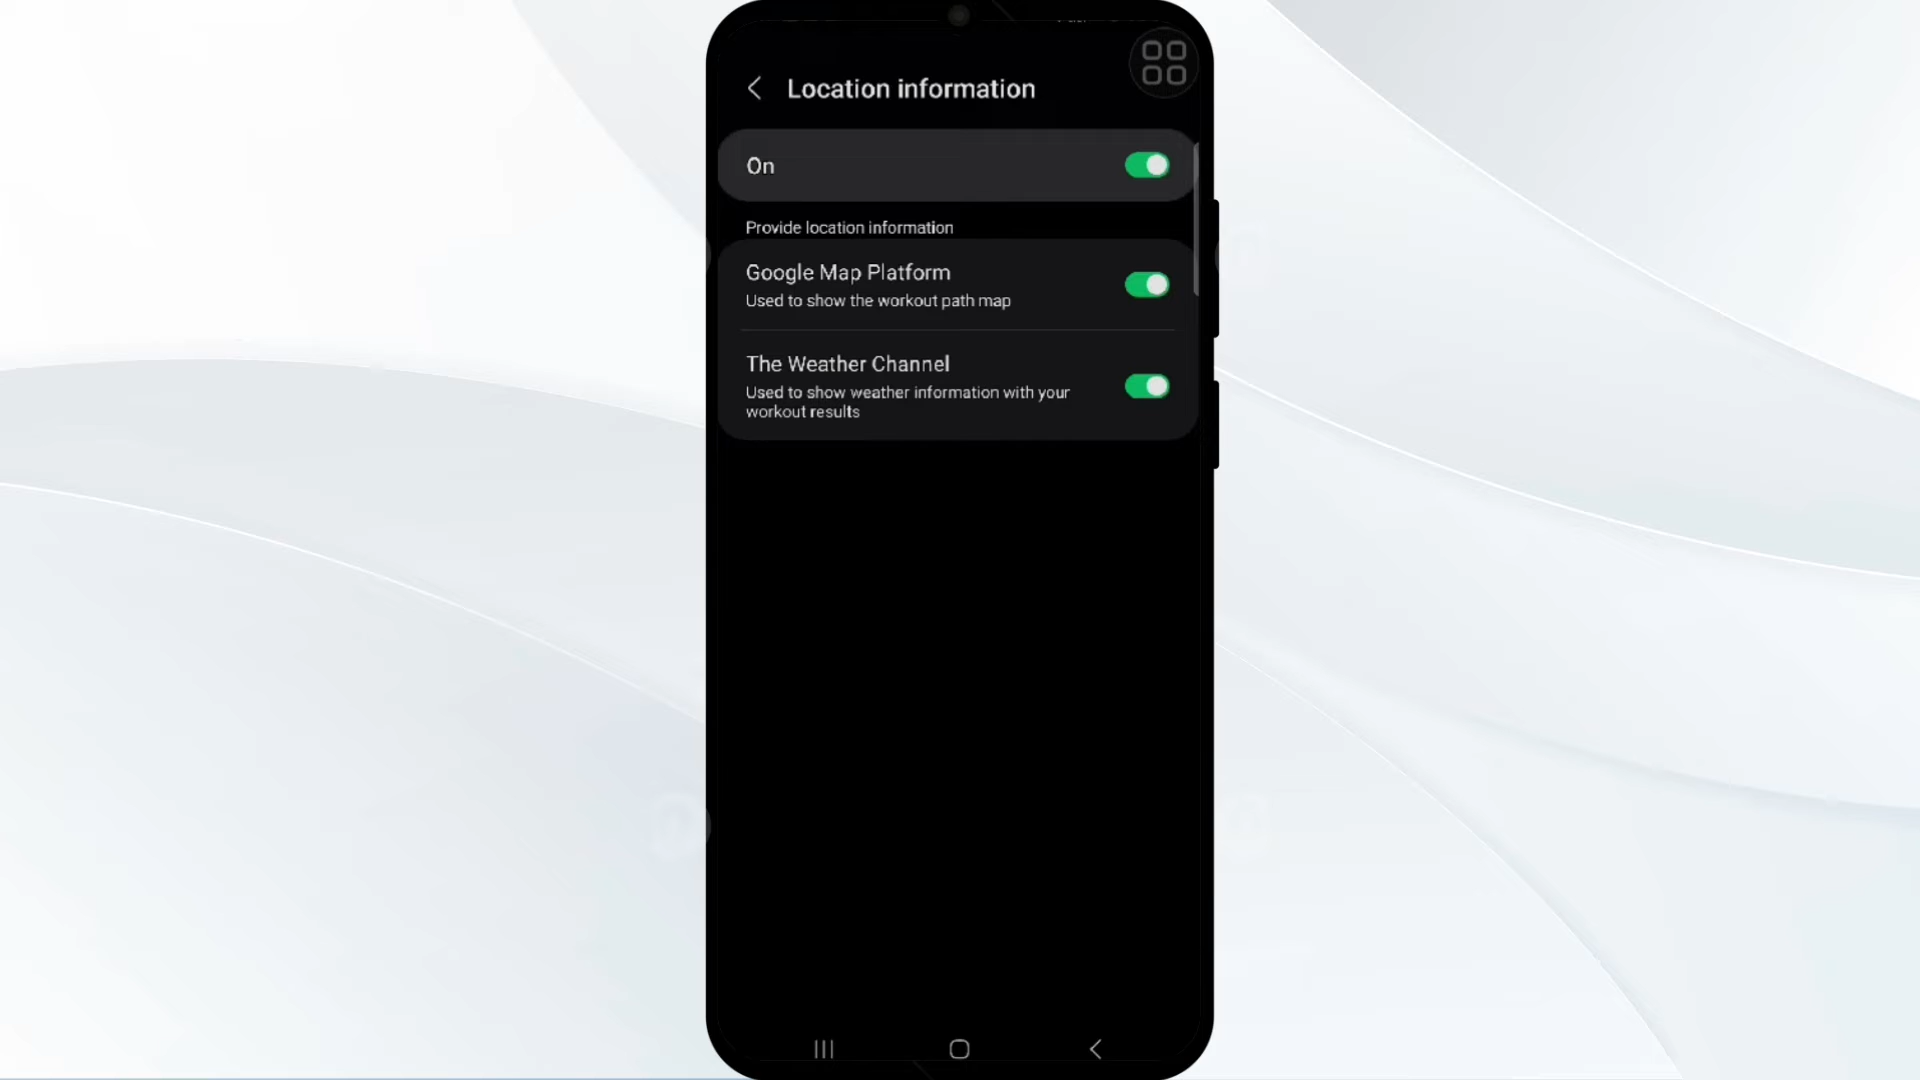 Location information
On
Provide location information
Google Map Platform
Used to show the workout path map
The Weather Channel
Used to show weather information with your
workout results